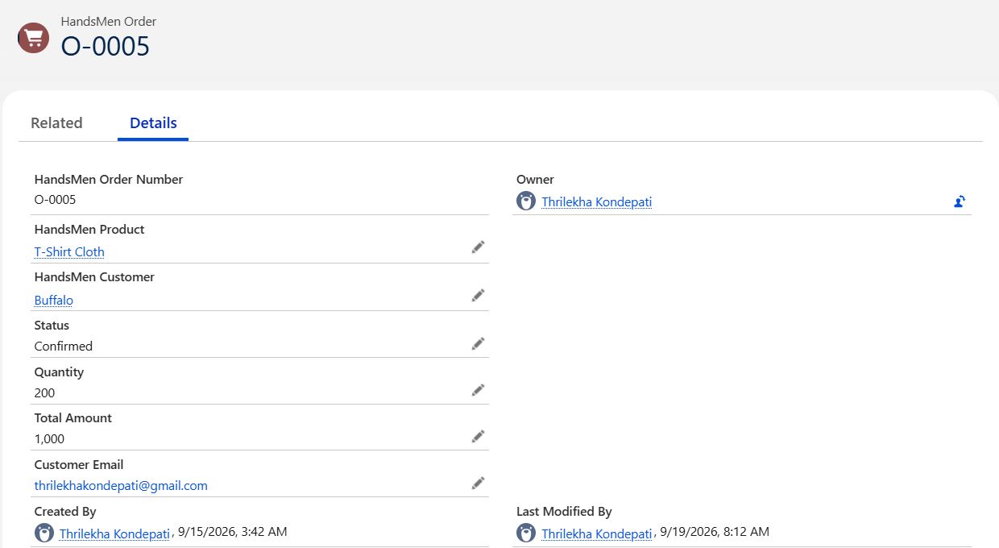 HandsMen Order
O-0005
Related
Details
HandsMen Order Number
O-0005
Owner
Thrilekha Kondepati
HandsMen Product
T-Shirt Cloth
HandsMen Customer
Buffalo
Status
Confirmed
Quantity
200
Total Amount
1,000
Customer Email
thrilekhakondepati@gmail.com
Created By
Thrilekha Kondepati, 9/15/2026, 3:42 AM
Last Modified By
Thrilekha Kondepati, 9/19/2026, 8:12 AM